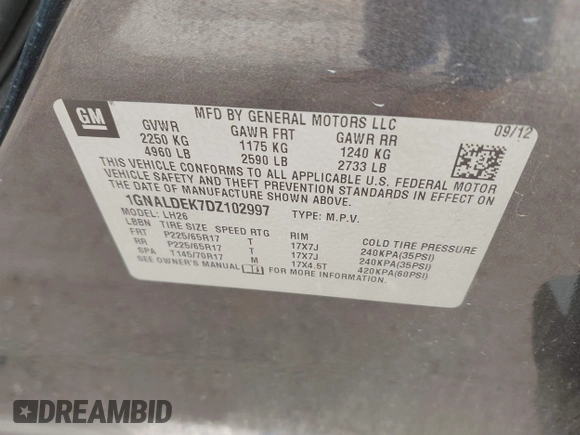 GM
MFD BY GENERAL MOTORS LLC
09/12
GVWR GAWR FRT GAWR RR
2250 KG 1175 KG 1240 KG
4960 LB 2590 LB 2733 LB
THIS VEHICLE CONFORMS TO ALL APPLICABLE U.S. FEDERAL MOTOR
VEHICLE SAFETY, BUMPER, AND THEFT PREVENTION STANDARDS IN EFFECT ON
THE DATE OF MANUFACTURE SHOWN ABOVE.
1GNALDEK7DZ102997 TYPE: M.P.V.
MODEL: LH26
LBBN TIRE SIZE SPEED RTG RIM COLD TIRE PRESSURE
FRT P225/65R17 T 17X7J 240KPA(35PSI)
RR P225/65R17 T 17X7J 240KPA(35PSI)
SPA T145/70R17 M 17X4.5T 420KPA(60PSI)
SEE OWNER'S MANUAL FOR MORE INFORMATION.
DREAMBID